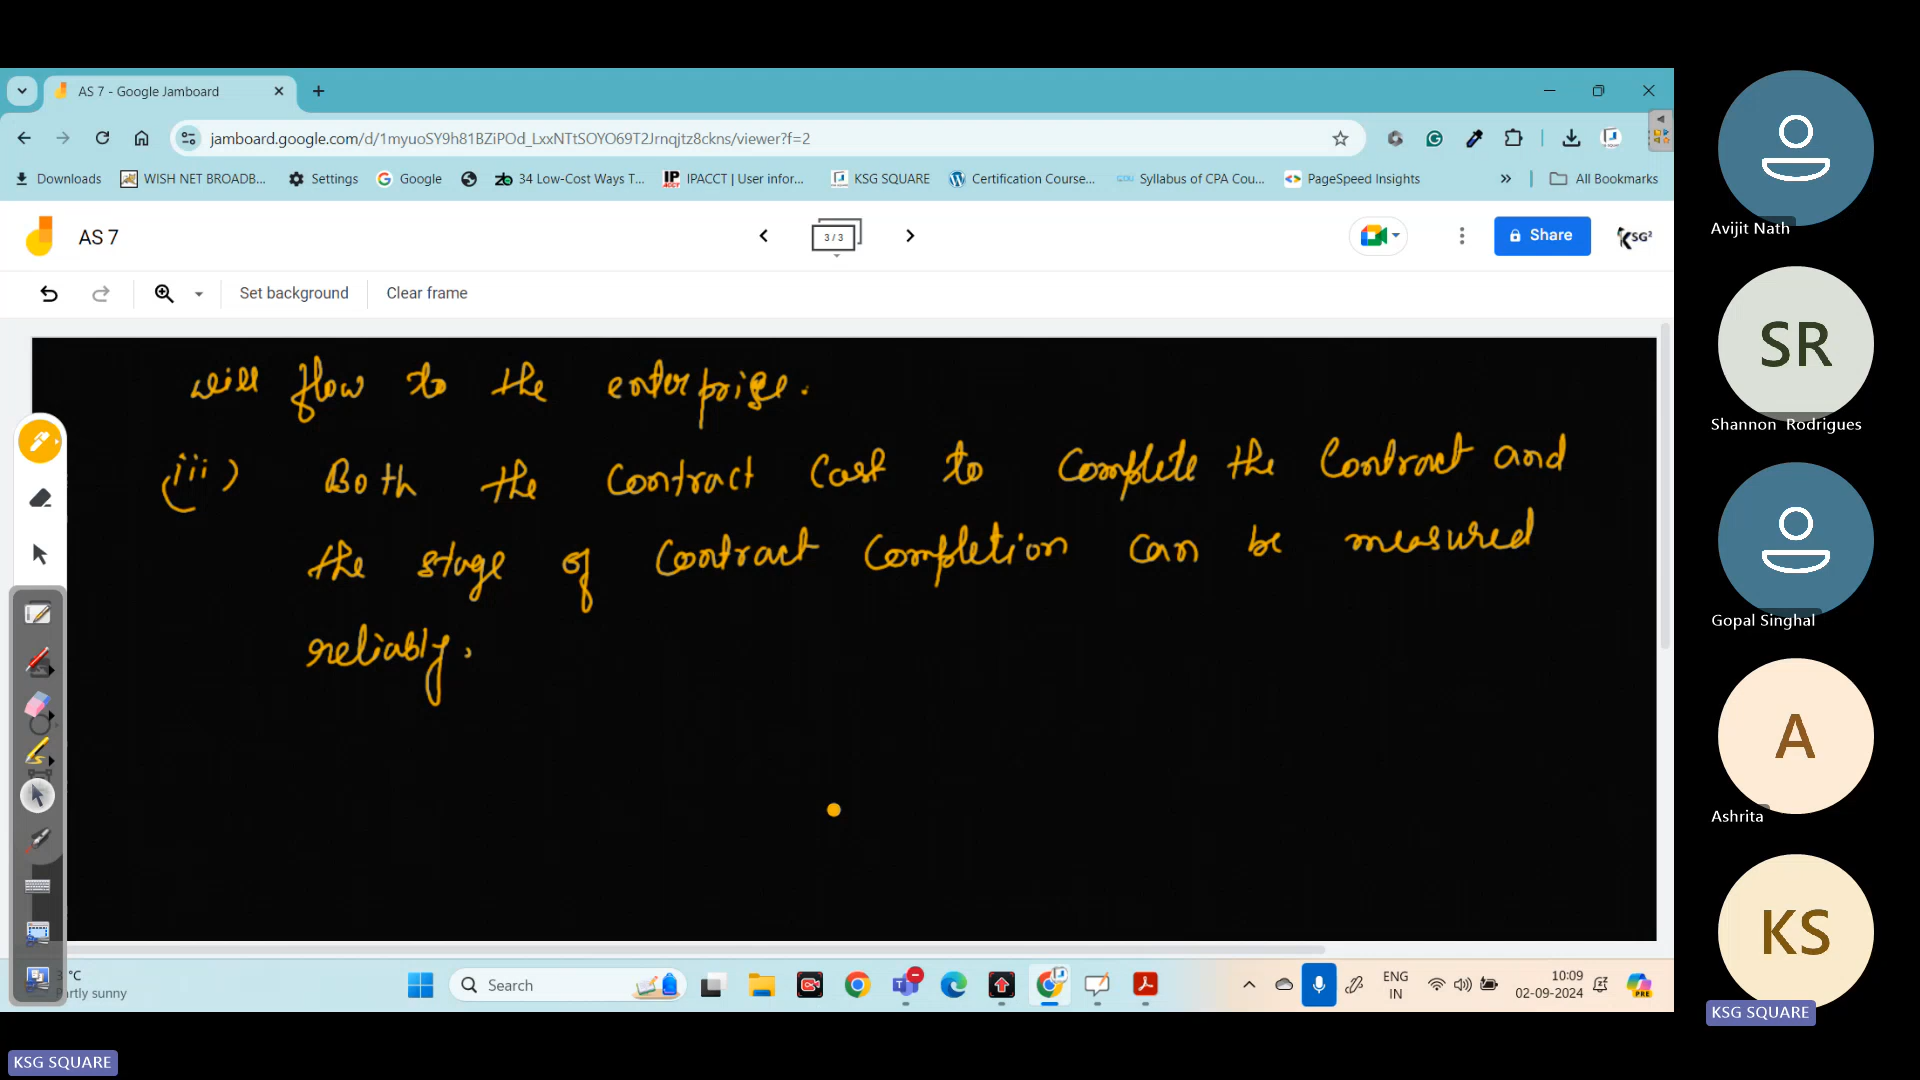 AS 7 - Google Jamboard
jamboard.google.com/d/1myuoSY9h81BZiPOd_LxxNTtSOYO69T2Jrnqjtz8ckns/viewer?f=2
Downloads WISH NET BROADB... Settings Google 34 Low-Cost Ways T... IPACCT | User infor... KSG SQUARE Certification Course... Syllabus of CPA Cou... PageSpeed Insights » All Bookmarks
AS 7 3 / 3 Share KSG²
Set background Clear frame
will flow to the enterprise.
(iii) Both the Contract Cost to Complete the Contract and
the stage of Contract Completion can be measured
reliably.
°C
rtly sunny
Search
ENG
IN
10:09
02-09-2024
PRE
Avijit Nath
SR
Shannon Rodrigues
Gopal Singhal
A
Ashrita
KS
KSG SQUARE
KSG SQUARE